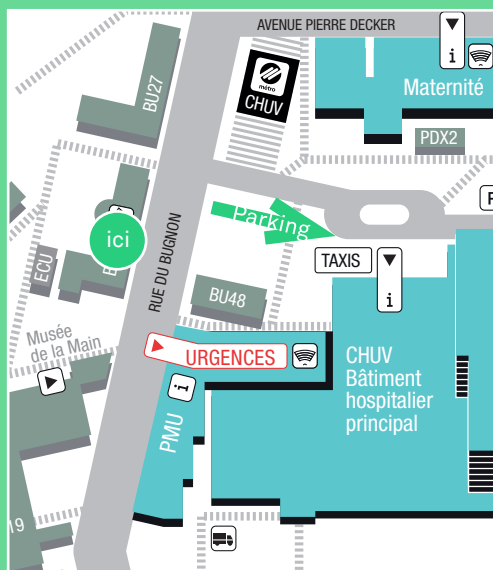 AVENUE PIERRE DECKER
i
Maternité
BU27
métro
CHUV
PDX2
Parking
ici
ECU
RUE DU BUGNON
TAXIS
i
BU48
Musée
de la Main
URGENCES
i
PMU
CHUV
Bâtiment
hospitalier
principal
19